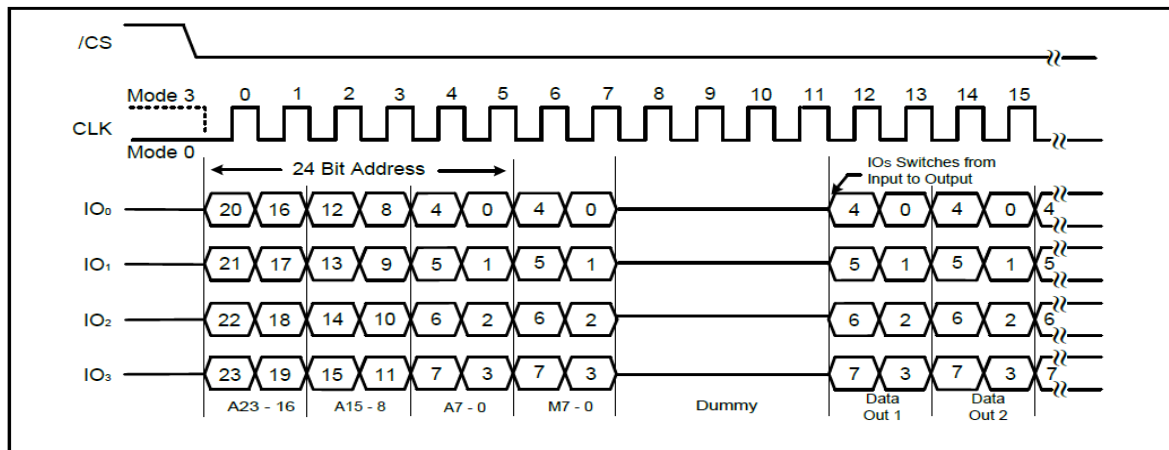 /CS
Mode 3 0 1 2 3 4 5 6 7 8 9 10 11 12 13 14 15
CLK
Mode 0
24 Bit Address
IOs Switches from
Input to Output
IO₀ 20 16 12 8 4 0 4 0 4 0 4 0 4
IO₁ 21 17 13 9 5 1 5 1 5 1 5 1 5
IO₂ 22 18 14 10 6 2 6 2 6 2 6 2 6
IO₃ 23 19 15 11 7 3 7 3 7 3 7 3 7
A23 - 16 A15 - 8 A7 - 0 M7 - 0 Dummy Data Data
Out 1 Out 2